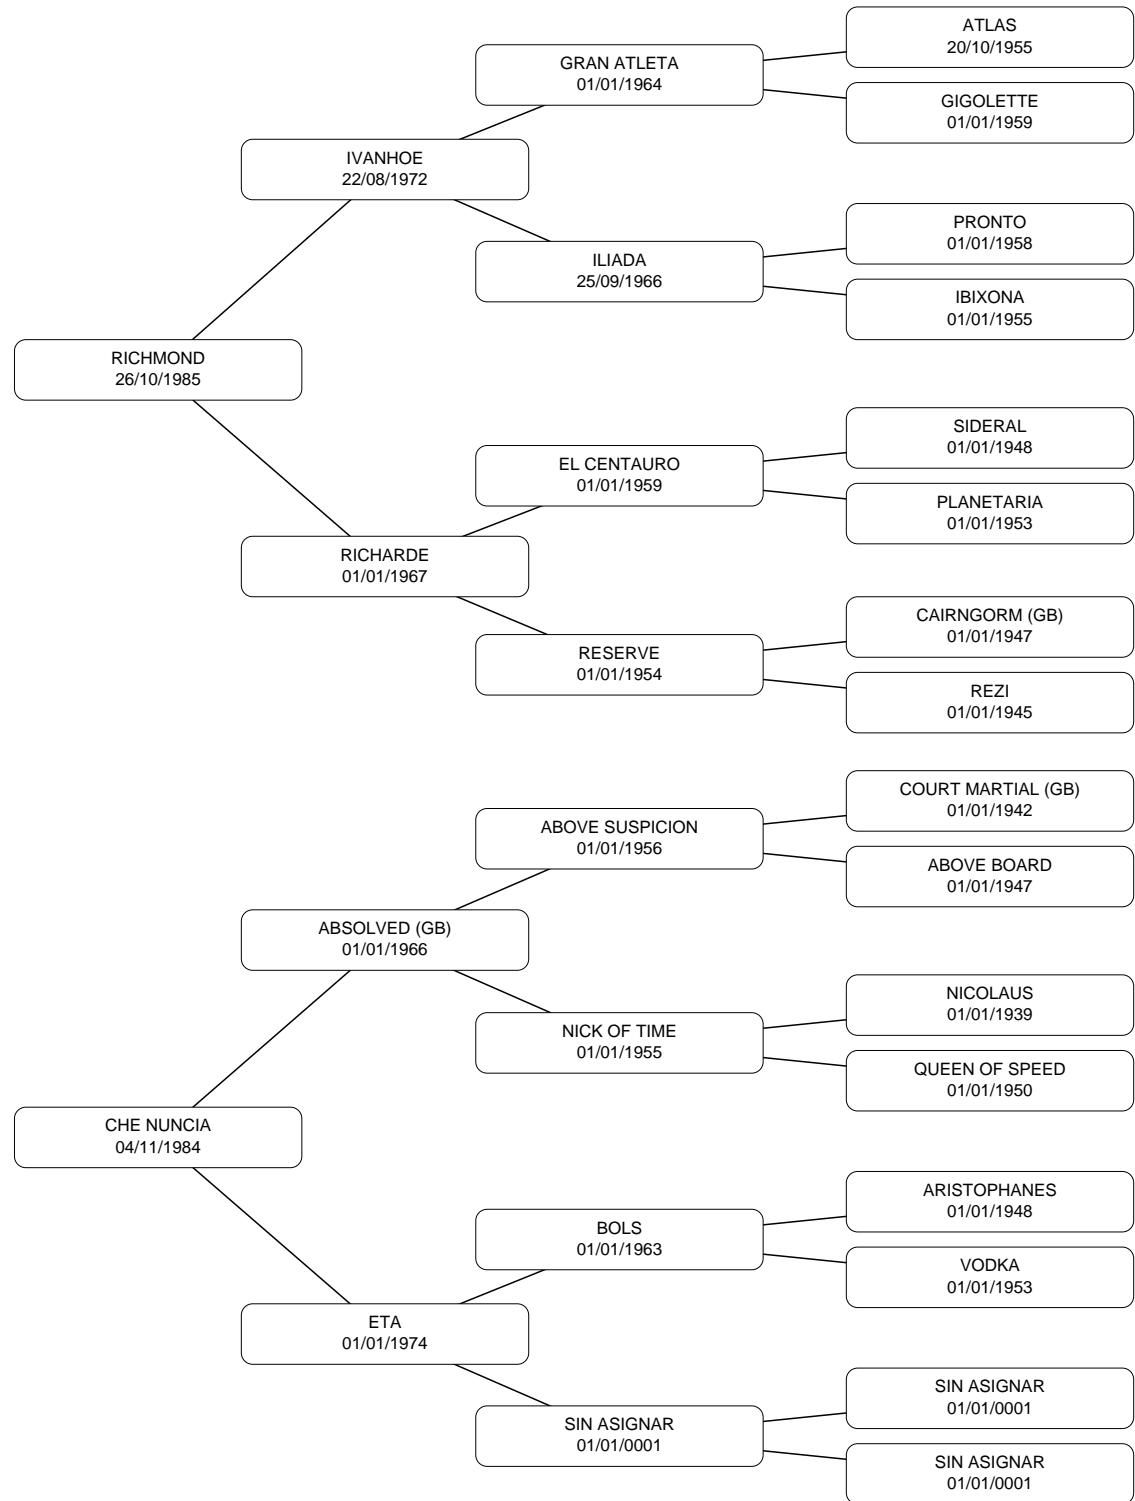 ATLAS
20/10/1955
GRAN ATLETA
01/01/1964
GIGOLETTE
01/01/1959
IVANHOE
22/08/1972
PRONTO
01/01/1958
ILIADA
25/09/1966
IBIXONA
01/01/1955
RICHMOND
26/10/1985
SIDERAL
01/01/1948
EL CENTAURO
01/01/1959
PLANETARIA
01/01/1953
RICHARDE
01/01/1967
CAIRNGORM (GB)
01/01/1947
RESERVE
01/01/1954
REZI
01/01/1945
COURT MARTIAL (GB)
01/01/1942
ABOVE SUSPICION
01/01/1956
ABOVE BOARD
01/01/1947
ABSOLVED (GB)
01/01/1966
NICOLAUS
01/01/1939
NICK OF TIME
01/01/1955
QUEEN OF SPEED
01/01/1950
CHE NUNCIA
04/11/1984
ARISTOPHANES
01/01/1948
BOLS
01/01/1963
VODKA
01/01/1953
ETA
01/01/1974
SIN ASIGNAR
01/01/0001
SIN ASIGNAR
01/01/0001
SIN ASIGNAR
01/01/0001